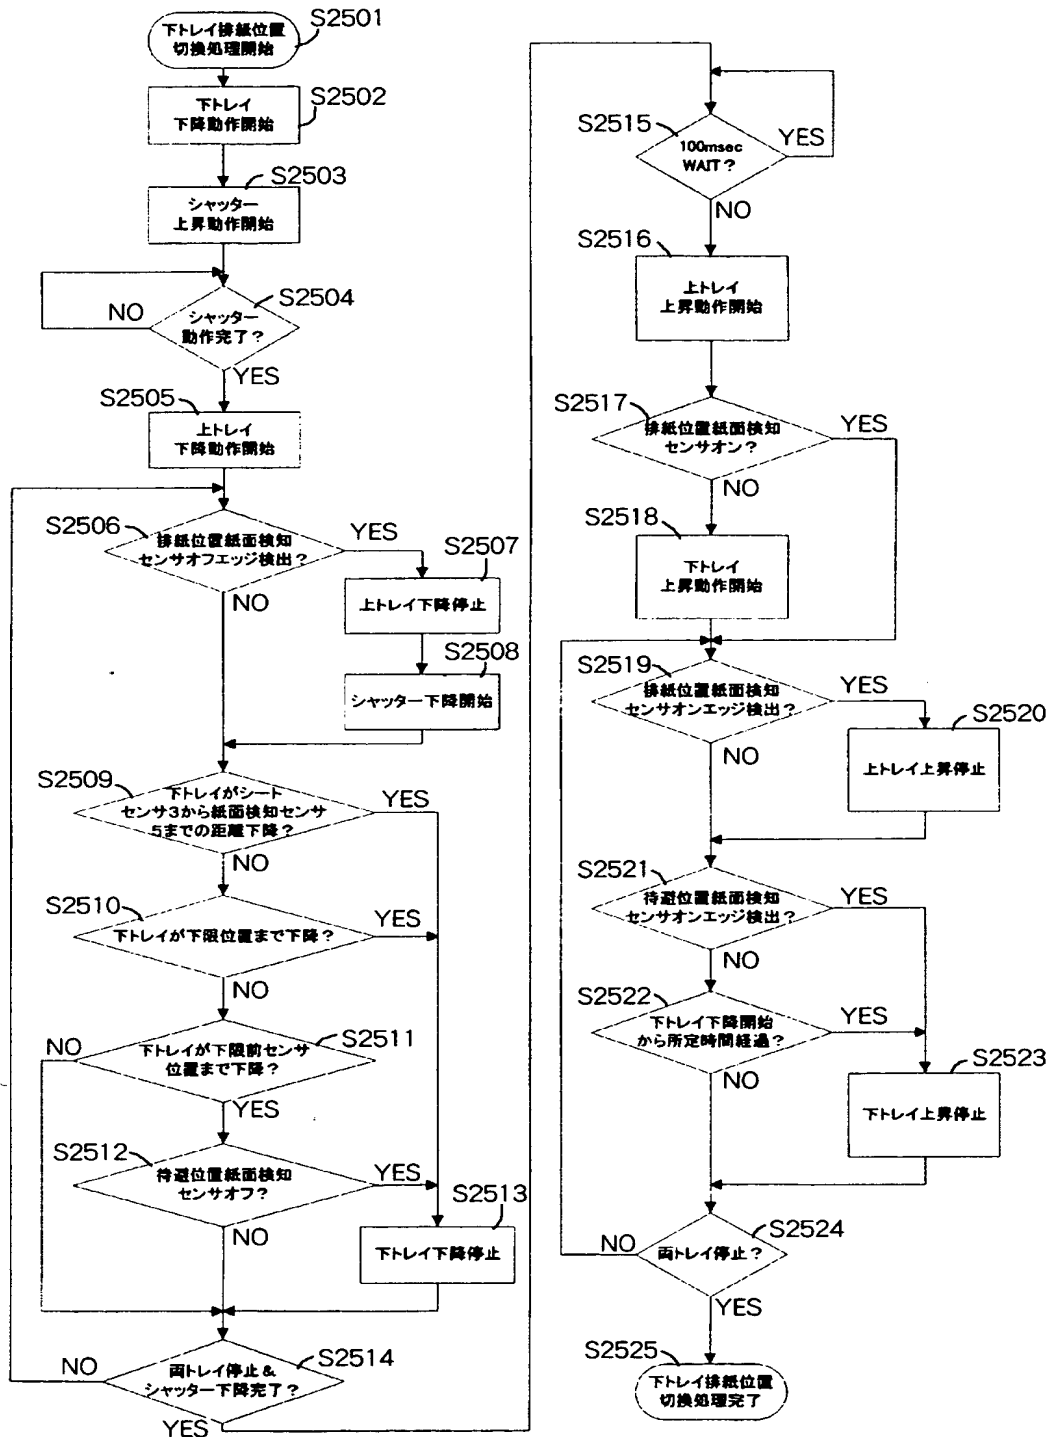 S2501
下トレイ排紙位置
切換処理開始
S2502
下トレイ
下降動作開始
S2503
シャッター
上昇動作開始
S2504
シャッター
動作完了？
NO
YES
S2505
上トレイ
下降動作開始
S2506
排紙位置紙面検知
センサオフエッジ検出？
YES
NO
S2507
上トレイ下降停止
S2508
シャッター下降開始
S2509
下トレイがシート
センサ3から紙面検知センサ
5までの距離下降？
YES
NO
S2510
下トレイが下限位置まで下降？
YES
NO
S2511
下トレイが下限前センサ
位置まで下降？
NO
YES
S2512
待避位置紙面検知
センサオフ？
YES
NO
S2513
下トレイ下降停止
S2514
両トレイ停止＆
シャッター下降完了？
NO
YES
S2515
100msec
WAIT？
YES
NO
S2516
上トレイ
上昇動作開始
S2517
排紙位置紙面検知
センサオン？
YES
NO
S2518
下トレイ
上昇動作開始
S2519
排紙位置紙面検知
センサオンエッジ検出？
YES
NO
S2520
上トレイ上昇停止
S2521
待避位置紙面検知
センサオンエッジ検出？
YES
NO
S2522
下トレイ下降開始
から所定時間経過？
YES
NO
S2523
下トレイ上昇停止
S2524
両トレイ停止？
NO
YES
S2525
下トレイ排紙位置
切換処理完了